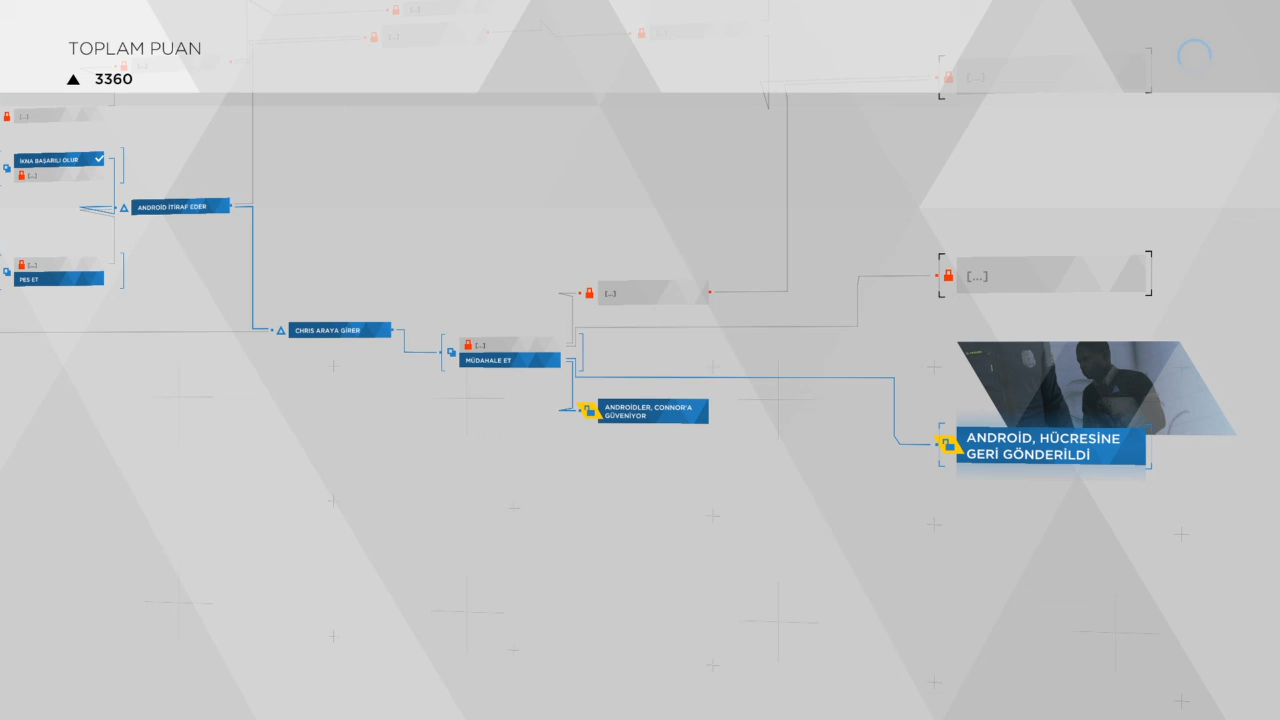 [...]
[...]
[...]
TOPLAM PUAN
[...]
[...]
▲ 3360
[...]
İKNA BAŞARILI OLUR
[...]
ANDROİD İTİRAF EDER
[...]
PES ET
[...]
[...]
CHRIS ARAYA GİRER
[...]
MÜDAHALE ET
ANDROİDLER, CONNOR'A
GÜVENİYOR
ANDROİD, HÜCRESİNE
GERİ GÖNDERİLDİ